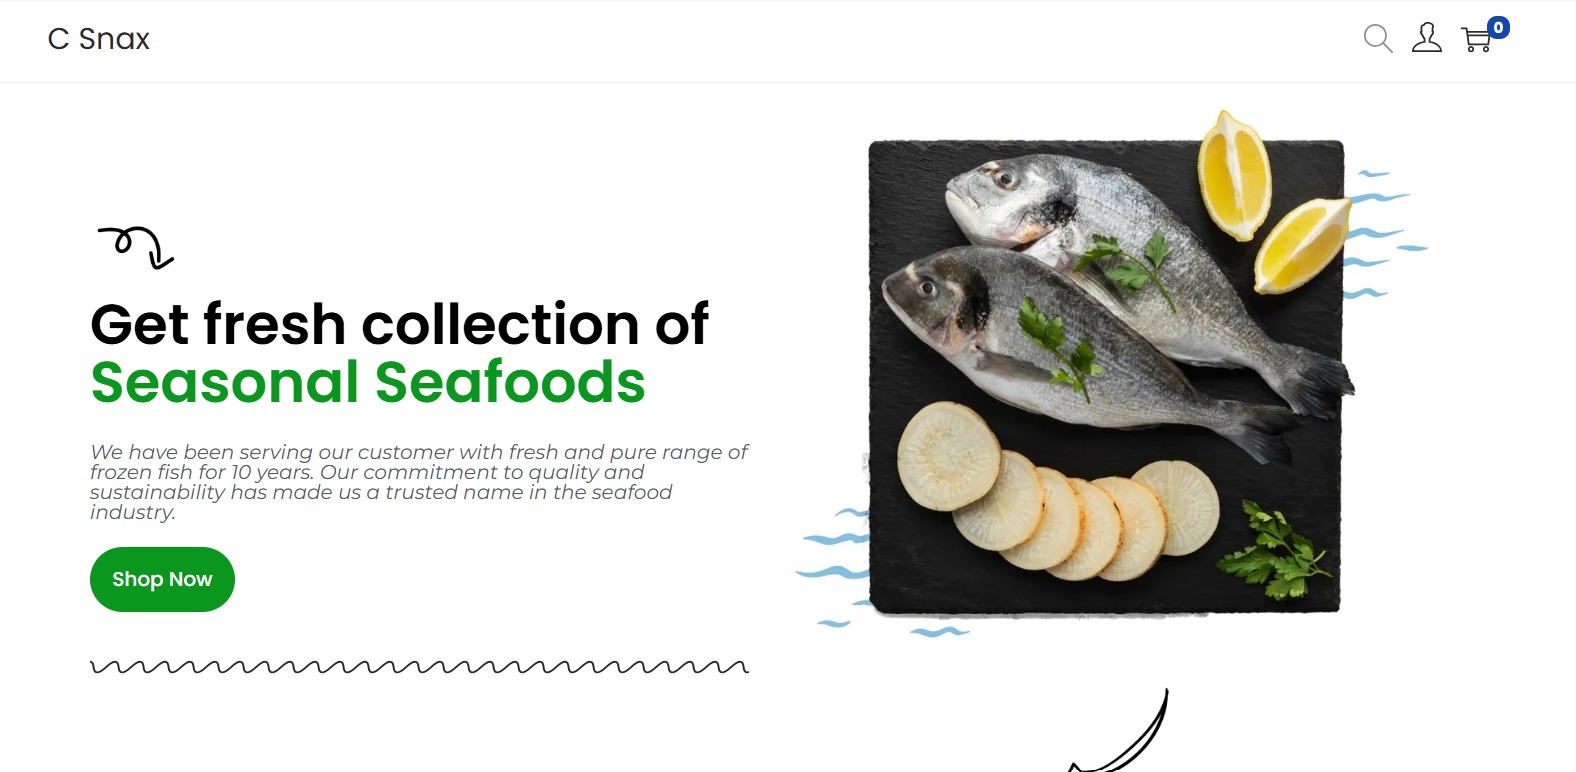 C Snax
0
Get fresh collection of
Seasonal Seafoods
We have been serving our customer with fresh and pure range of
frozen fish for 10 years. Our commitment to quality and
sustainability has made us a trusted name in the seafood
industry.
Shop Now